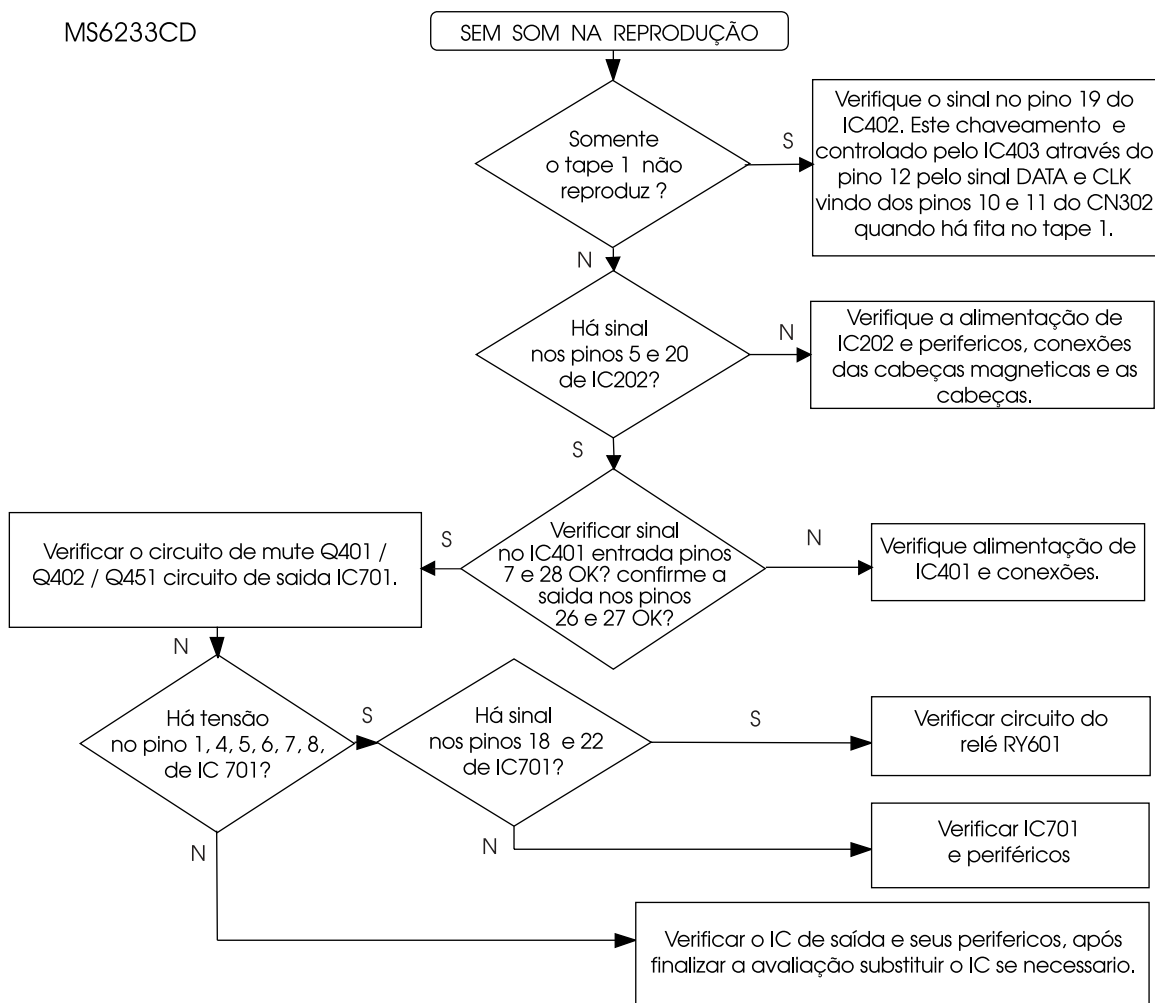 MS6233CD
SEM SOM NA REPRODUÇÃO
Somente
o tape 1 não
reproduz ?
S
Verifique o sinal no pino 19 do
IC402. Este chaveamento e
controlado pelo IC403 através do
pino 12 pelo sinal DATA e CLK
vindo dos pinos 10 e 11 do CN302
quando há fita no tape 1.
N
Há sinal
nos pinos 5 e 20
de IC202?
N
Verifique a alimentação de
IC202 e perifericos, conexões
das cabeças magneticas e as
cabeças.
S
Verificar o circuito de mute Q401 /
Q402 / Q451 circuito de saida IC701.
S
Verificar sinal
no IC401 entrada pinos
7 e 28 OK? confirme a
saida nos pinos
26 e 27 OK?
N
Verifique alimentação de
IC401 e conexões.
N
Há tensão
no pino 1, 4, 5, 6, 7, 8,
de IC 701?
S
Há sinal
nos pinos 18 e 22
de IC701?
S
Verificar circuito do
relé RY601
N
N
Verificar IC701
e periféricos
Verificar o IC de saída e seus perifericos, após
finalizar a avaliação substituir o IC se necessario.